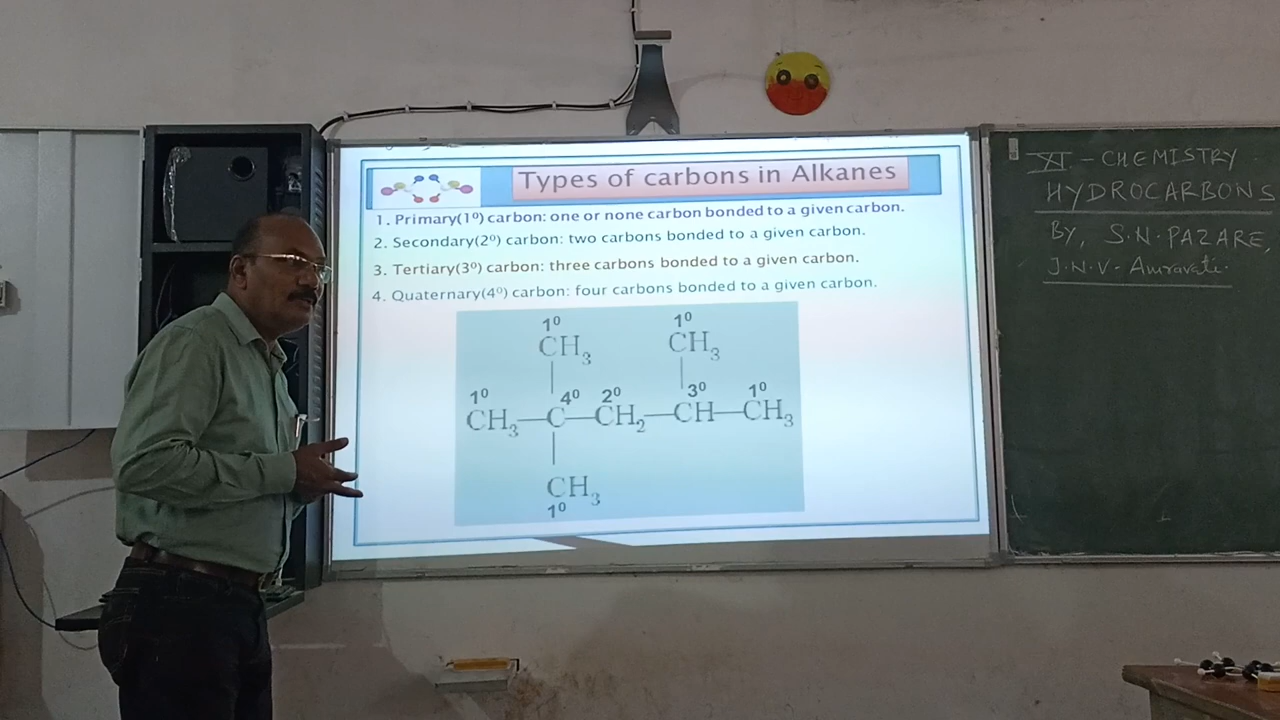 Types of carbons in Alkanes
1. Primary(1⁰) carbon: one or none carbon bonded to a given carbon.
2. Secondary(2⁰) carbon: two carbons bonded to a given carbon.
3. Tertiary(3⁰) carbon: three carbons bonded to a given carbon.
4. Quaternary(4⁰) carbon: four carbons bonded to a given carbon.
1⁰ 1⁰
CH₃ CH₃
1⁰ 4⁰ 2⁰ 3⁰ 1⁰
CH₃—C—CH₂—CH—CH₃
CH₃
1⁰
XI - CHEMISTRY
HYDROCARBONS
By, S.N. PAZARE,
J.N.V- Amravati.